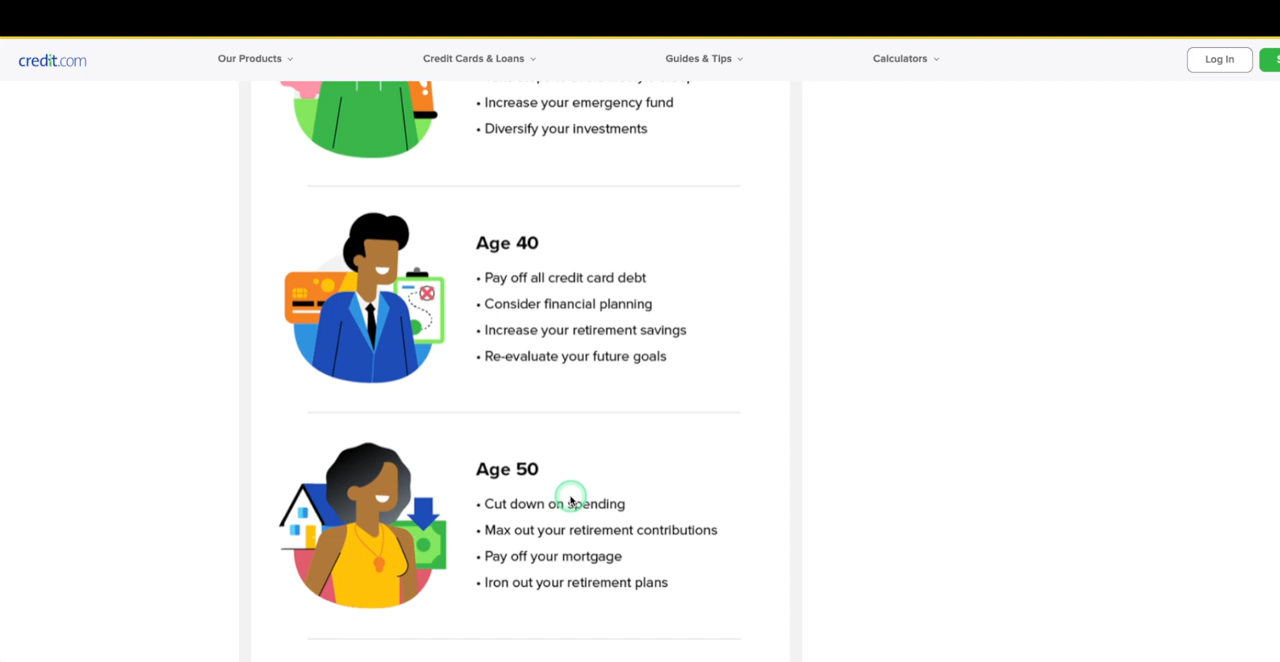 credit.com
Our Products
Credit Cards & Loans
Guides & Tips
Calculators
Log In
• Increase your emergency fund
• Diversify your investments
Age 40
• Pay off all credit card debt
• Consider financial planning
• Increase your retirement savings
• Re-evaluate your future goals
Age 50
• Cut down on spending
• Max out your retirement contributions
• Pay off your mortgage
• Iron out your retirement plans